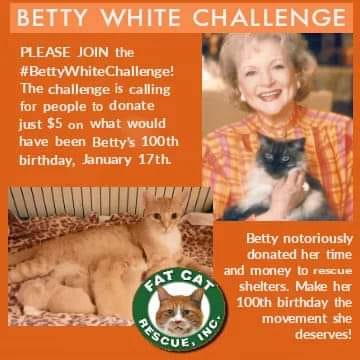 BETTY WHITE CHALLENGE
PLEASE JOIN the
#BettyWhiteChallenge!
The challenge is calling
for people to donate
just $5 on what would
have been Betty's 100th
birthday, January 17th.
Betty notoriously
donated her time
and money to rescue
shelters. Make her
100th birthday the
movement she
deserves!
FAT CAT
RESCUE, INC.